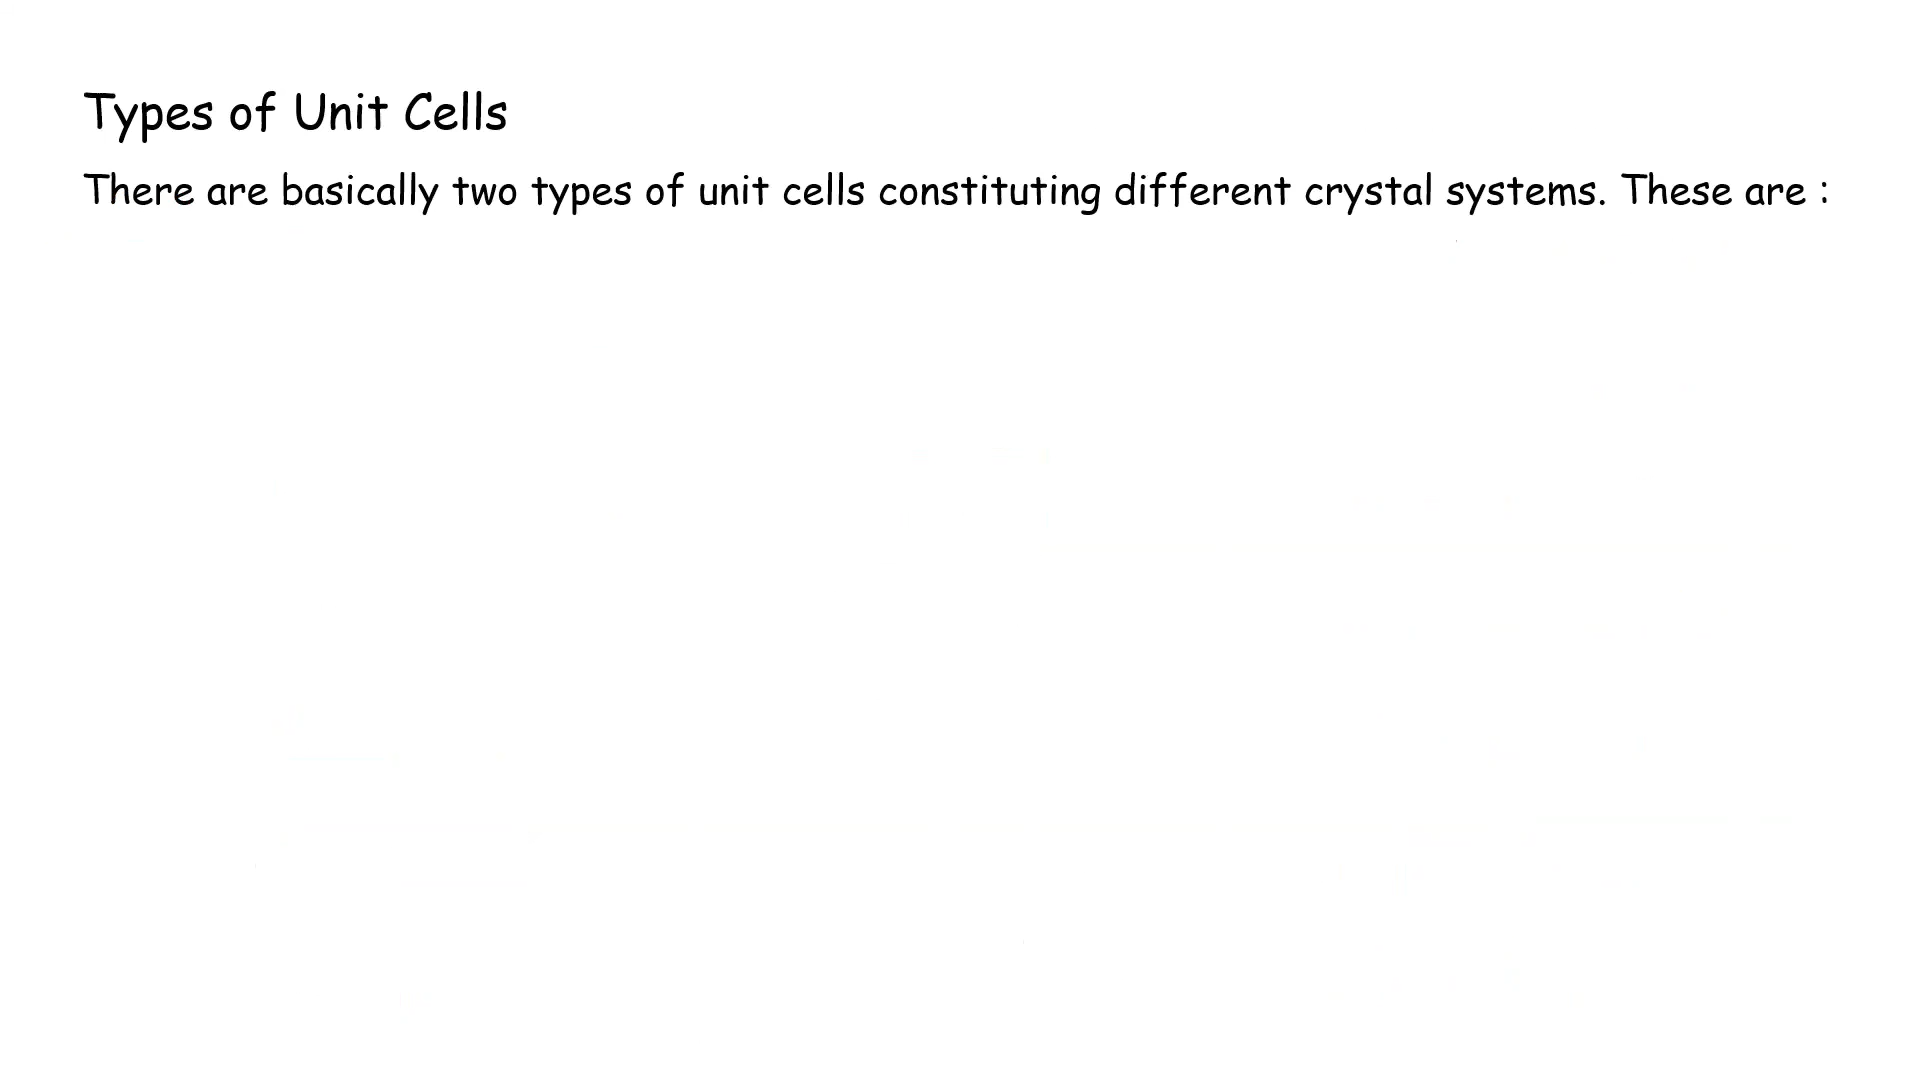 Types of Unit Cells
There are basically two types of unit cells constituting different crystal systems. These are :